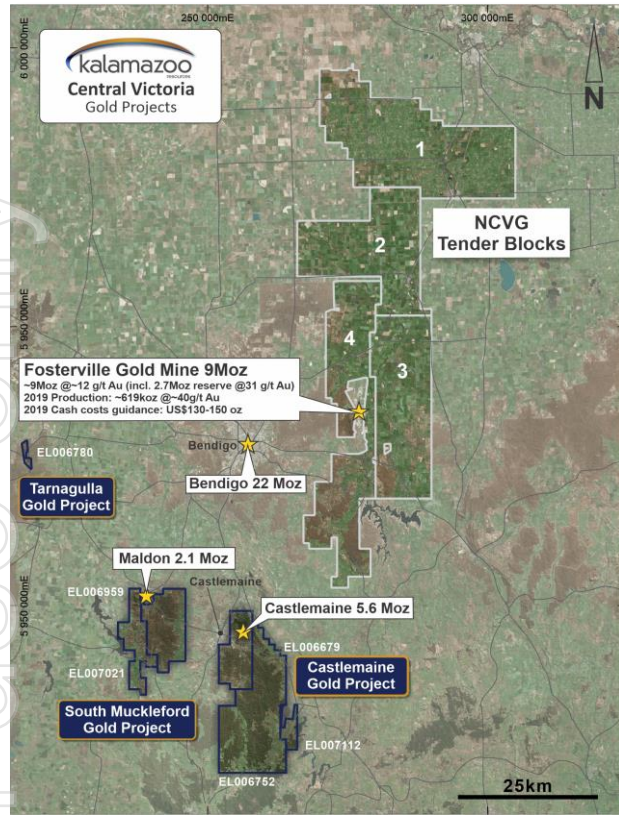 250 000mE
300 000mE
6 000 000mE
kalamazoo
RESOURCES
Central Victoria
Gold Projects
N
1
NCVG
Tender Blocks
2
5 950 000mE
4
3
Fosterville Gold Mine 9Moz
~9Moz @~12 g/t Au (incl. 2.7Moz reserve @31 g/t Au)
2019 Production: ~619koz @~40g/t Au
2019 Cash costs guidance: US$130-150 oz
Bendigo
EL006780
Bendigo 22 Moz
Tarnagulla
Gold Project
Maldon 2.1 Moz
Castlemaine
EL006959
5 950 000mE
Castlemaine 5.6 Moz
EL006679
EL007021
Castlemaine
Gold Project
South Muckleford
Gold Project
EL007112
EL006752
25km